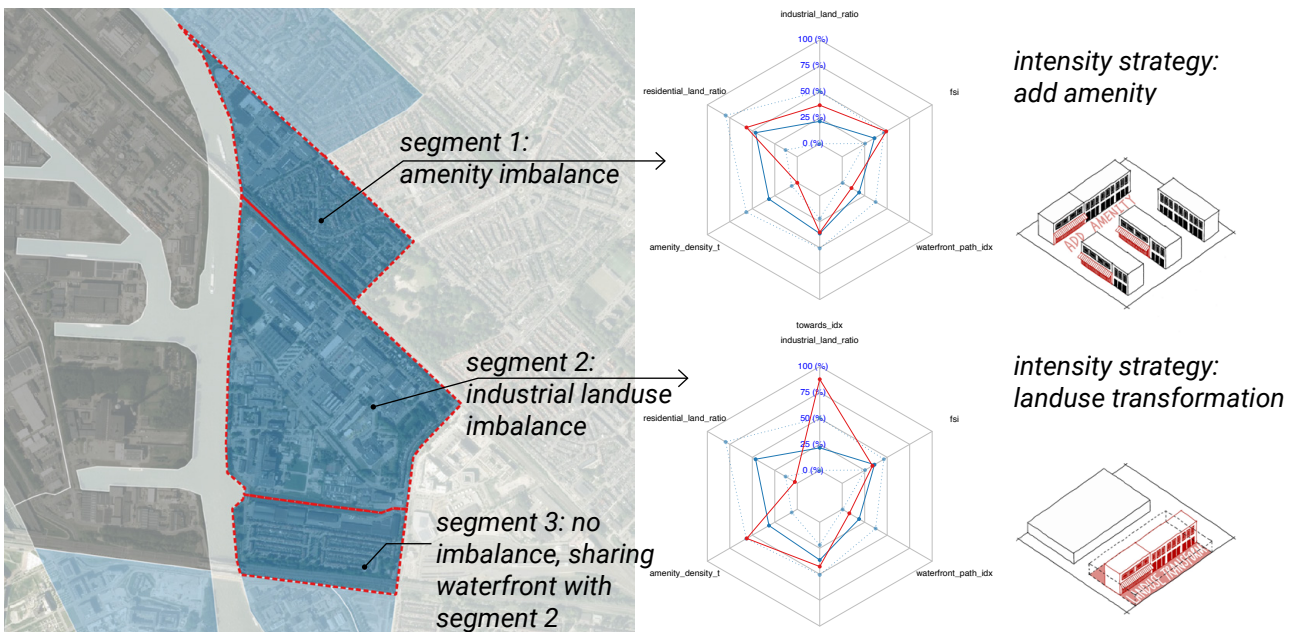 segment 1:
amenity imbalance
segment 2:
industrial landuse
imbalance
segment 3: no
imbalance, sharing
waterfront with
segment 2
industrial_land_ratio
100 (%)
75 (%)
50 (%)
25 (%)
0 (%)
residential_land_ratio
fsi
amenity_density_t
waterfront_path_idx
towards_idx
industrial_land_ratio
100 (%)
75 (%)
50 (%)
25 (%)
0 (%)
residential_land_ratio
fsi
amenity_density_t
waterfront_path_idx
intensity strategy:
add amenity
ADD AMENITY
intensity strategy:
landuse transformation